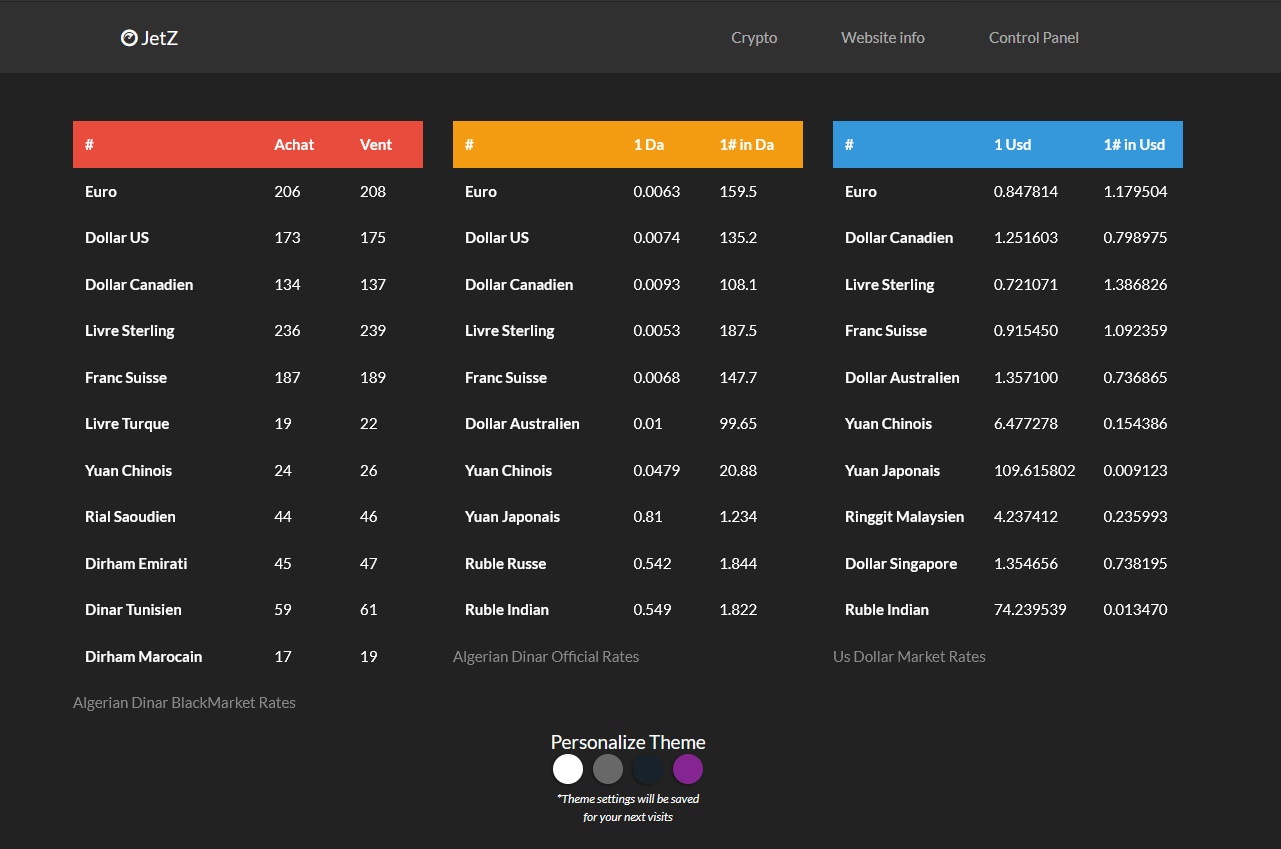 JetZ
Crypto Website info Control Panel
# Achat Vent
Euro 206 208
Dollar US 173 175
Dollar Canadien 134 137
Livre Sterling 236 239
Franc Suisse 187 189
Livre Turque 19 22
Yuan Chinois 24 26
Rial Saoudien 44 46
Dirham Emirati 45 47
Dinar Tunisien 59 61
Dirham Marocain 17 19
Algerian Dinar BlackMarket Rates
# 1 Da 1# in Da
Euro 0.0063 159.5
Dollar US 0.0074 135.2
Dollar Canadien 0.0093 108.1
Livre Sterling 0.0053 187.5
Franc Suisse 0.0068 147.7
Dollar Australien 0.01 99.65
Yuan Chinois 0.0479 20.88
Yuan Japonais 0.81 1.234
Ruble Russe 0.542 1.844
Ruble Indian 0.549 1.822
Algerian Dinar Official Rates
# 1 Usd 1# in Usd
Euro 0.847814 1.179504
Dollar Canadien 1.251603 0.798975
Livre Sterling 0.721071 1.386826
Franc Suisse 0.915450 1.092359
Dollar Australien 1.357100 0.736865
Yuan Chinois 6.477278 0.154386
Yuan Japonais 109.615802 0.009123
Ringgit Malaysien 4.237412 0.235993
Dollar Singapore 1.354656 0.738195
Ruble Indian 74.239539 0.013470
Us Dollar Market Rates
Personalize Theme
*Theme settings will be saved
for your next visits